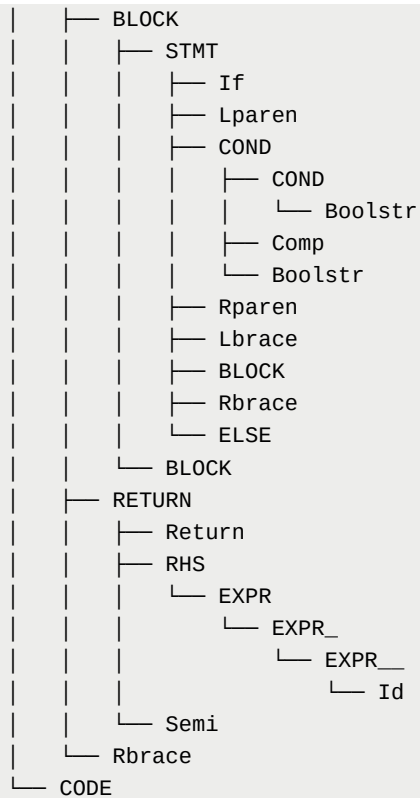 │   ├── BLOCK
│   │   ├── STMT
│   │   │   ├── If
│   │   │   ├── Lparen
│   │   │   ├── COND
│   │   │   │   ├── COND
│   │   │   │   │   └── Boolstr
│   │   │   │   ├── Comp
│   │   │   │   └── Boolstr
│   │   │   ├── Rparen
│   │   │   ├── Lbrace
│   │   │   ├── BLOCK
│   │   │   ├── Rbrace
│   │   │   └── ELSE
│   │   └── BLOCK
│   ├── RETURN
│   │   ├── Return
│   │   ├── RHS
│   │   │   └── EXPR
│   │   │       └── EXPR_
│   │   │           └── EXPR__
│   │   │               └── Id
│   │   └── Semi
│   └── Rbrace
└── CODE